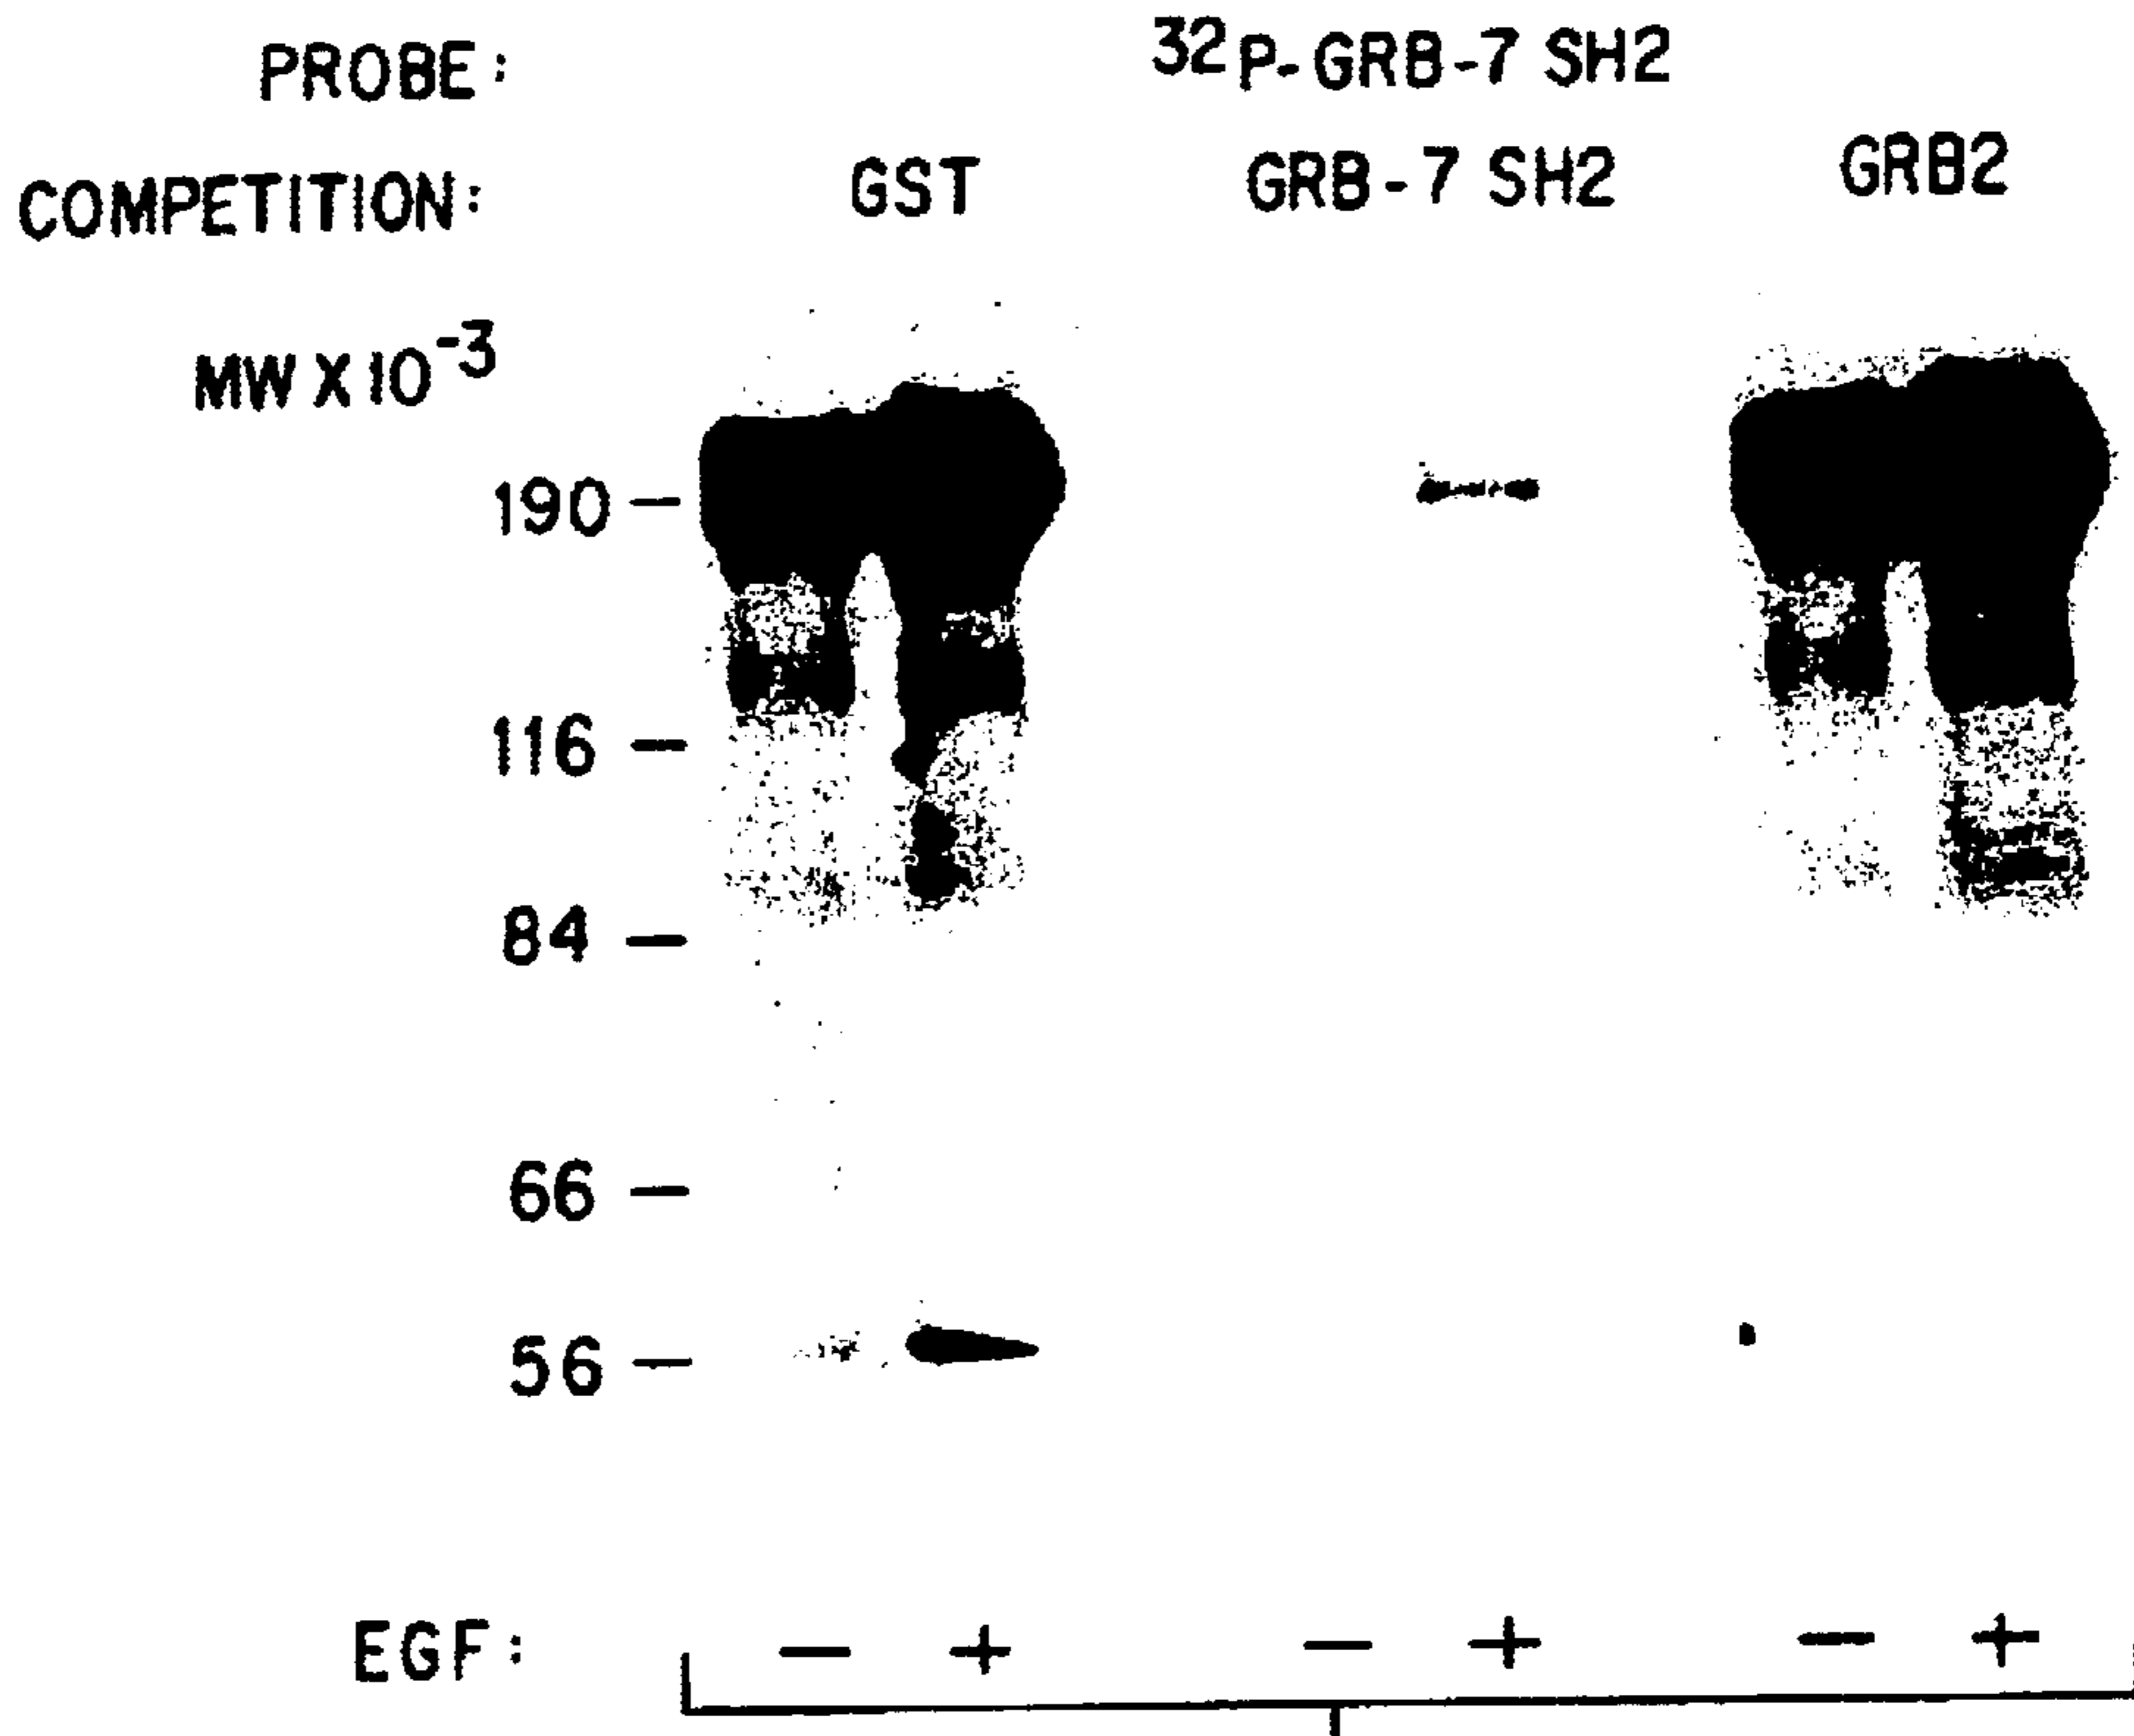 PROBE: ³²P-GRB-7 SH2
COMPETITION: GST GRB-7 SH2 GRB2
MW X 10⁻³
190 —
116 —
84 —
66 —
56 —
EGF: — + — + — +